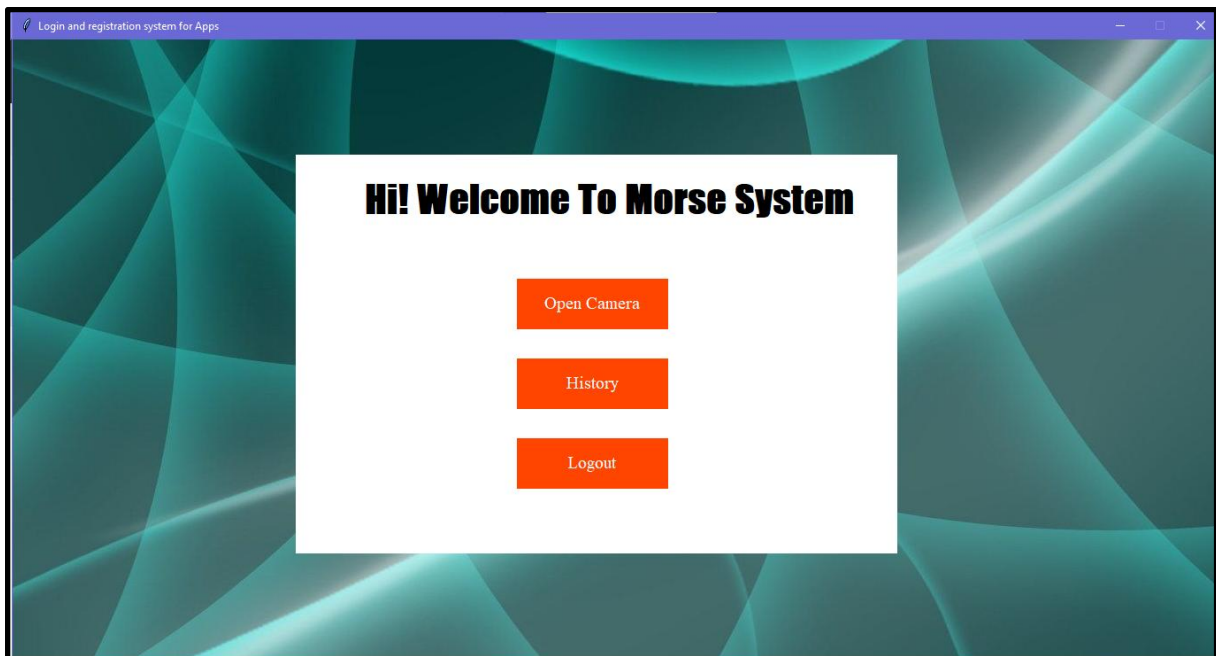 Login and registration system for Apps
Hi! Welcome To Morse System
Open Camera
History
Logout